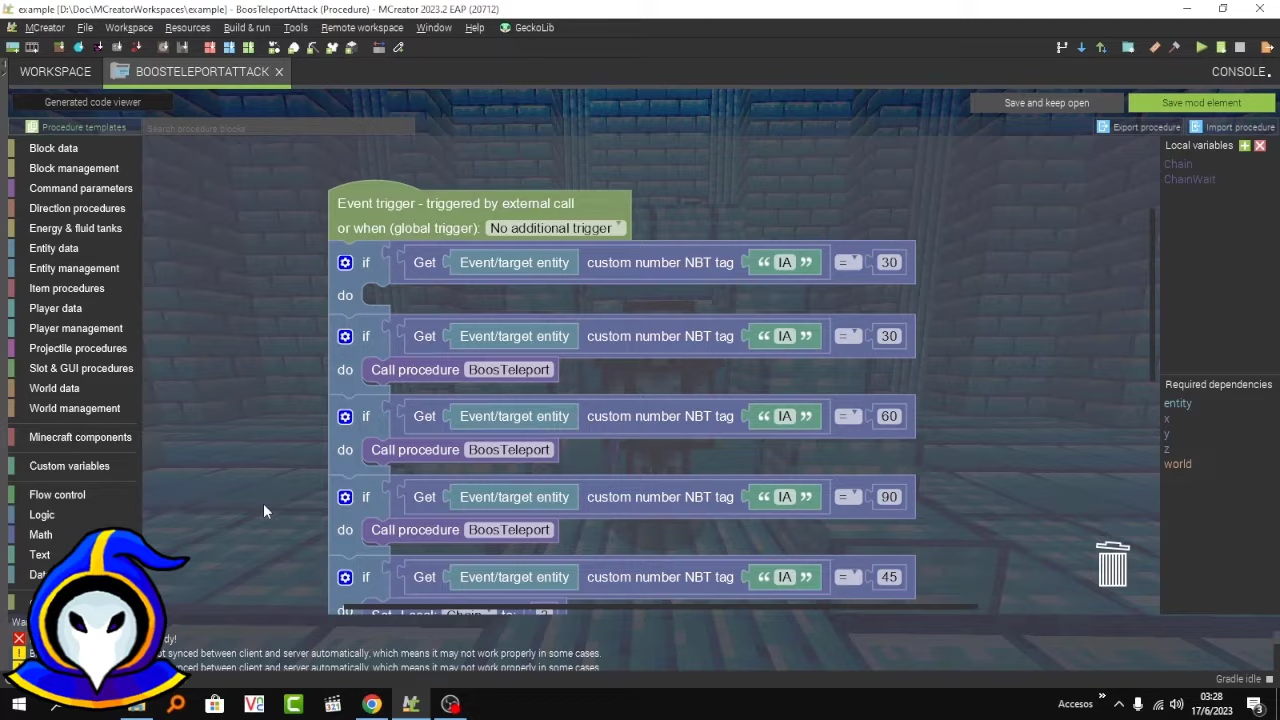 example [D:\Doc\MCreatorWorkspaces\example] - BoosTeleportAttack (Procedure) - MCreator 2023.2 EAP (20712)
MCreator File Workspace Resources Build & run Tools Remote workspace Window Help GeckoLib
WORKSPACE BOOSTELEPORTATTACK CONSOLE
Generated code viewer Save and keep open Save mod element
Procedure templates Search procedure blocks Export procedure Import procedure
Block data
Block management
Command parameters
Direction procedures
Energy & fluid tanks
Entity data
Entity management
Item procedures
Player data
Player management
Projectile procedures
Slot & GUI procedures
World data
World management
Minecraft components
Custom variables
Flow control
Logic
Math
Text
Event trigger - triggered by external call
or when (global trigger): No additional trigger
if Get Event/target entity custom number NBT tag “ IA ” = 30
do
if Get Event/target entity custom number NBT tag “ IA ” = 30
do Call procedure BoosTeleport
if Get Event/target entity custom number NBT tag “ IA ” = 60
do Call procedure BoosTeleport
if Get Event/target entity custom number NBT tag “ IA ” = 90
do Call procedure BoosTeleport
if Get Event/target entity custom number NBT tag “ IA ” = 45
do
Local variables
Chain
ChainWait
Required dependencies
entity
x
y
z
world
synced between client and server automatically, which means it may not work properly in some cases.
synced between client and server automatically, which means it may not work properly in some cases.
Gradle idle
Accesos 03:28
17/6/2023